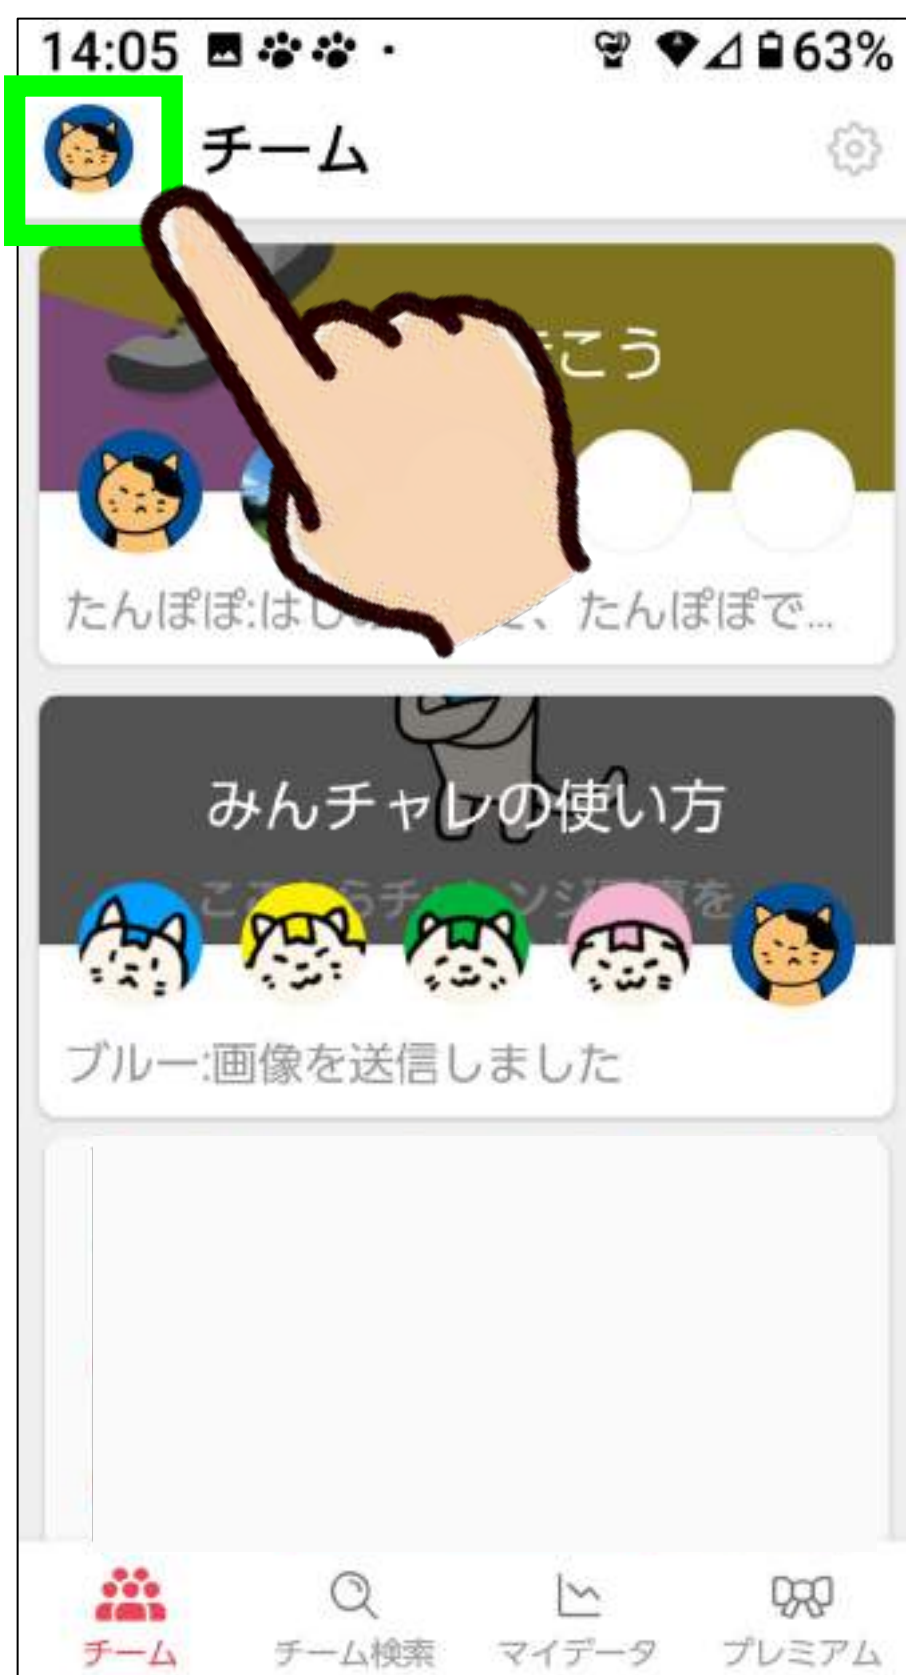 14:05
63%
チーム
こう
たんぽぽ:は
、たんぽぽで...
みんチャレの使い方
ブルー:画像を送信しました
チーム
チーム検索
マイデータ
プレミアム